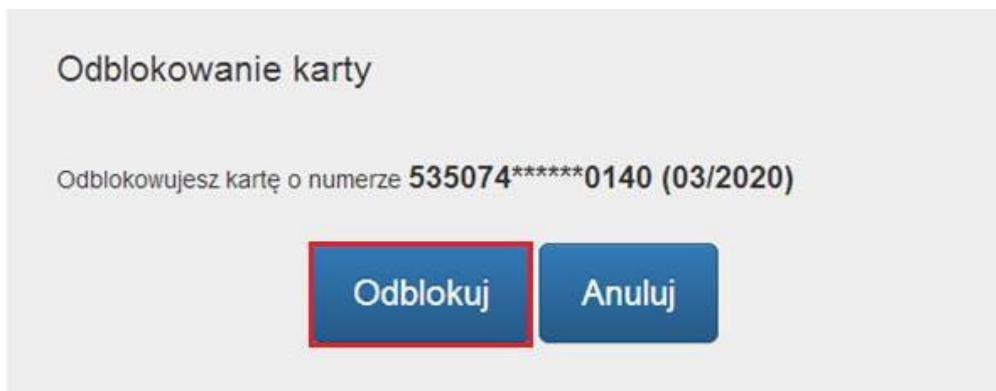 Odblokowanie karty
Odblokowujesz kartę o numerze 535074******0140 (03/2020)
Odblokuj Anuluj